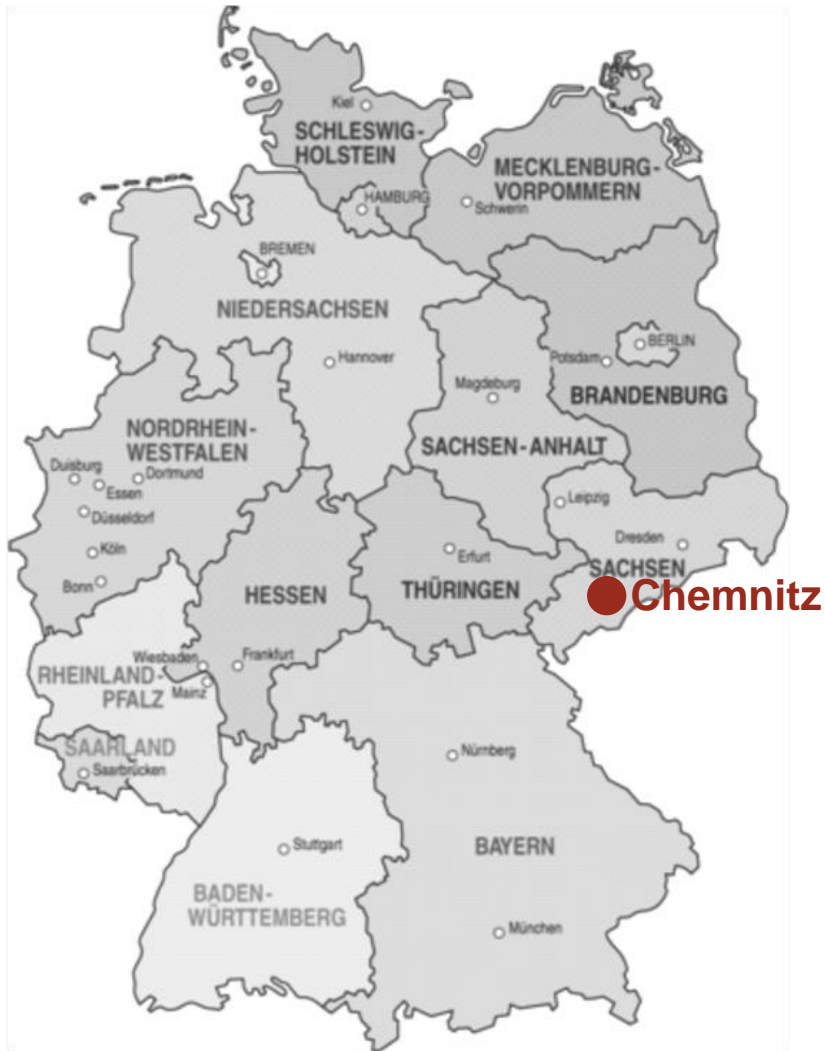 Kiel
SCHLESWIG-
HOLSTEIN
MECKLENBURG-
VORPOMMERN
HAMBURG
Schwerin
BREMEN
NIEDERSACHSEN
BERLIN
Hannover
Potsdam
Magdeburg
BRANDENBURG
NORDRHEIN-
WESTFALEN
SACHSEN-ANHALT
Duisburg
Dortmund
Essen
Leipzig
Düsseldorf
Dresden
Köln
Erfurt
SACHSEN
Bonn
HESSEN
THÜRINGEN
Chemnitz
Wiesbaden
Frankfurt
RHEINLAND-
PFALZ
Mainz
SAARLAND
Saarbrücken
Nürnberg
Stuttgart
BAYERN
BADEN-
WÜRTTEMBERG
München